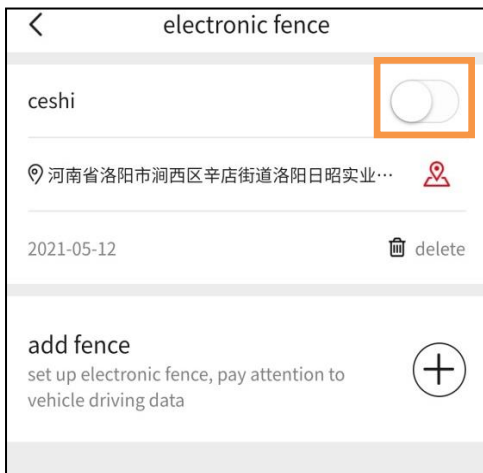 electronic fence
ceshi
河南省洛阳市涧西区辛店街道洛阳日昭实业…
2021-05-12
delete
add fence
set up electronic fence, pay attention to
vehicle driving data